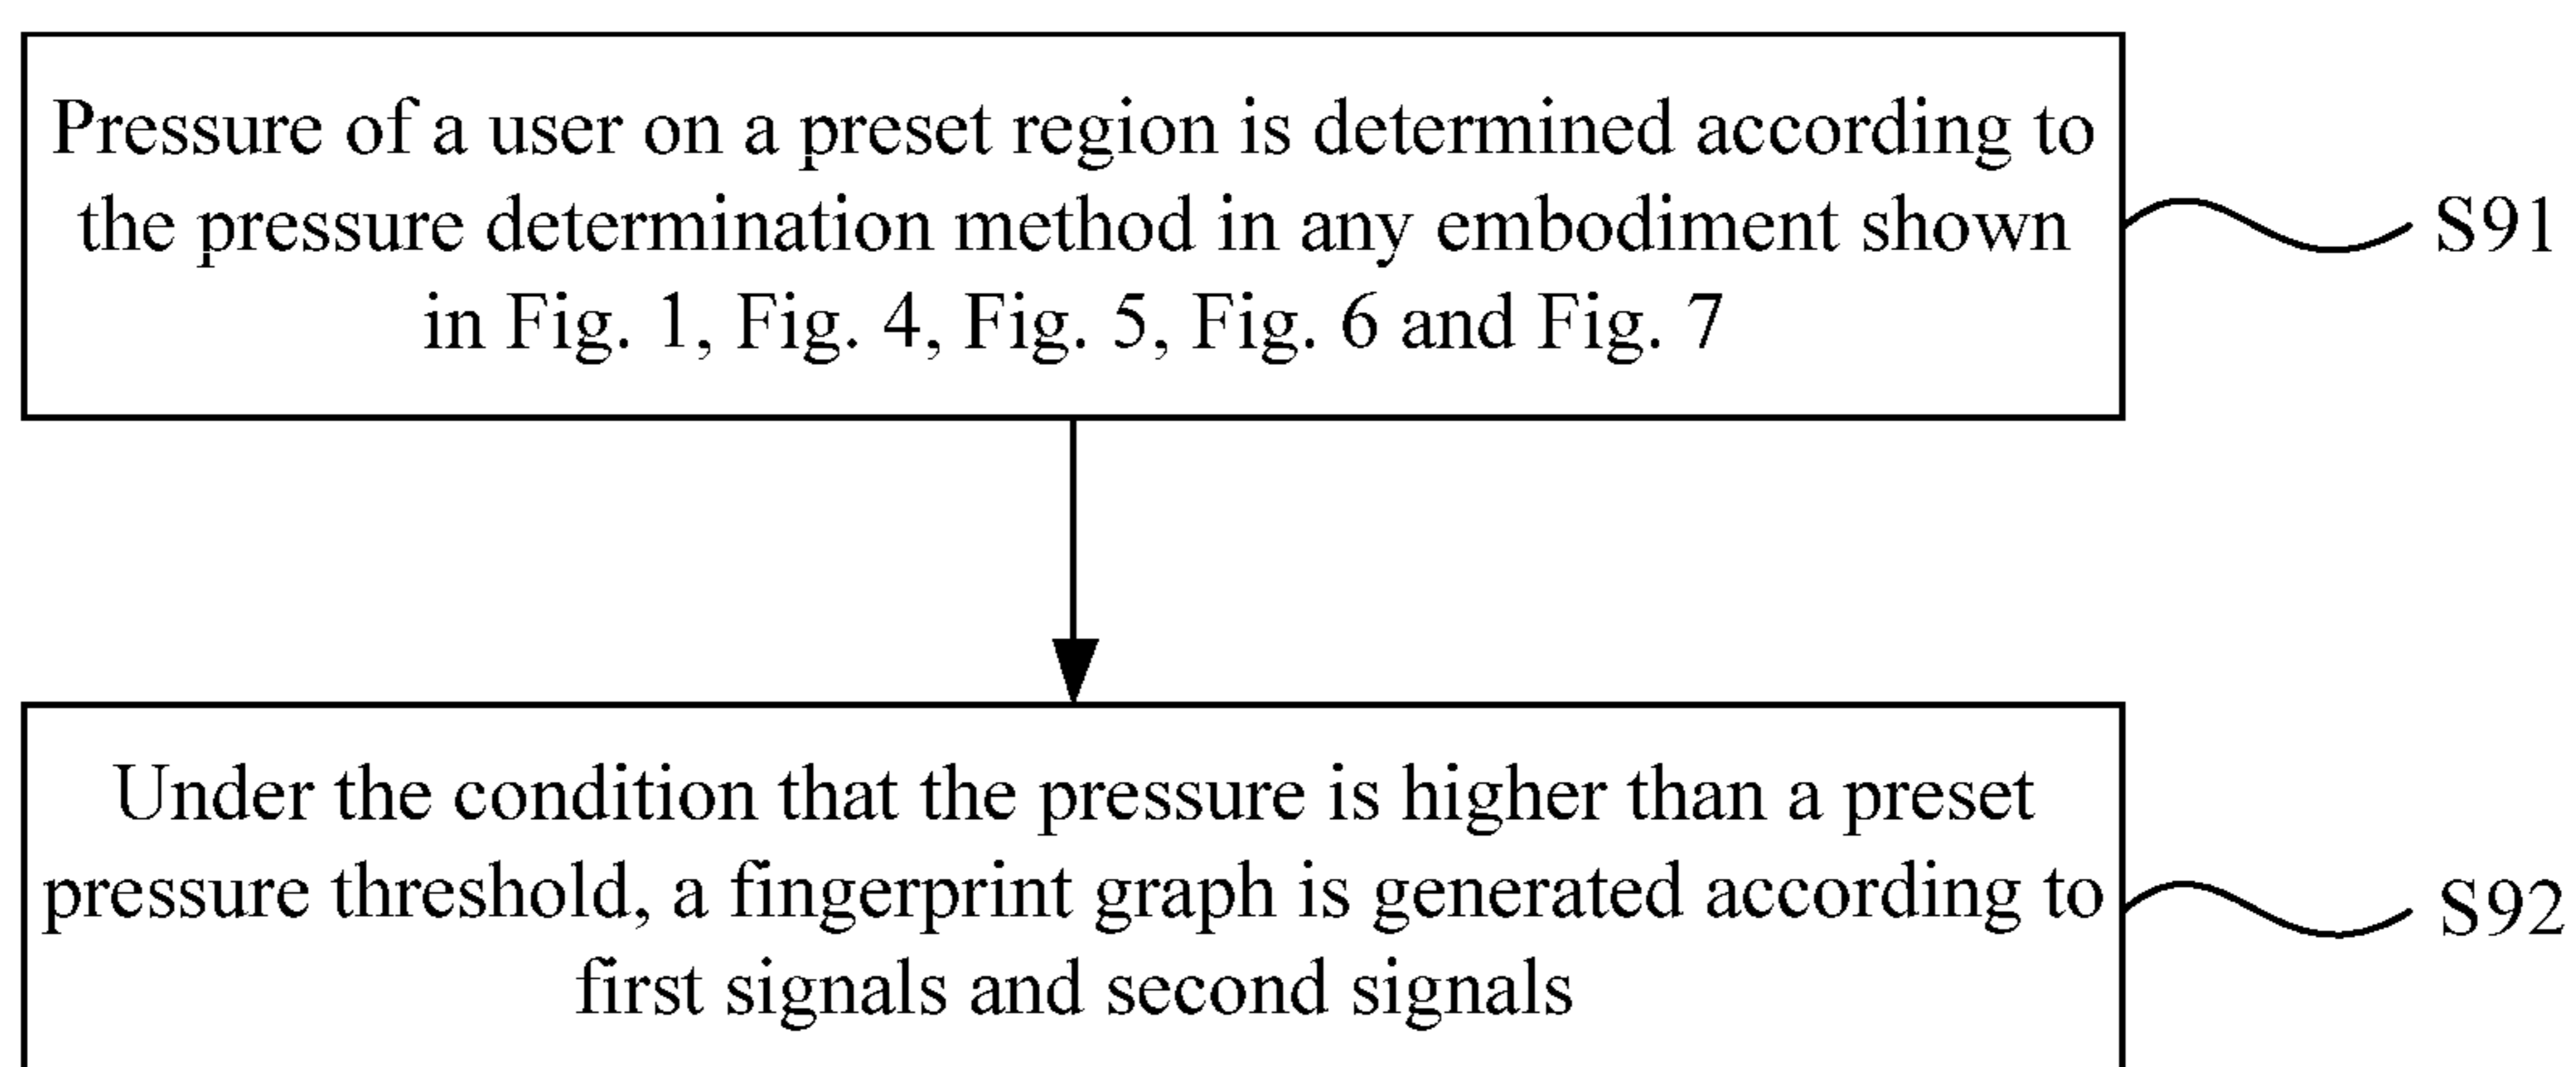 Pressure of a user on a preset region is determined according to
the pressure determination method in any embodiment shown
in Fig. 1, Fig. 4, Fig. 5, Fig. 6 and Fig. 7
S91
Under the condition that the pressure is higher than a preset
pressure threshold, a fingerprint graph is generated according to
first signals and second signals
S92